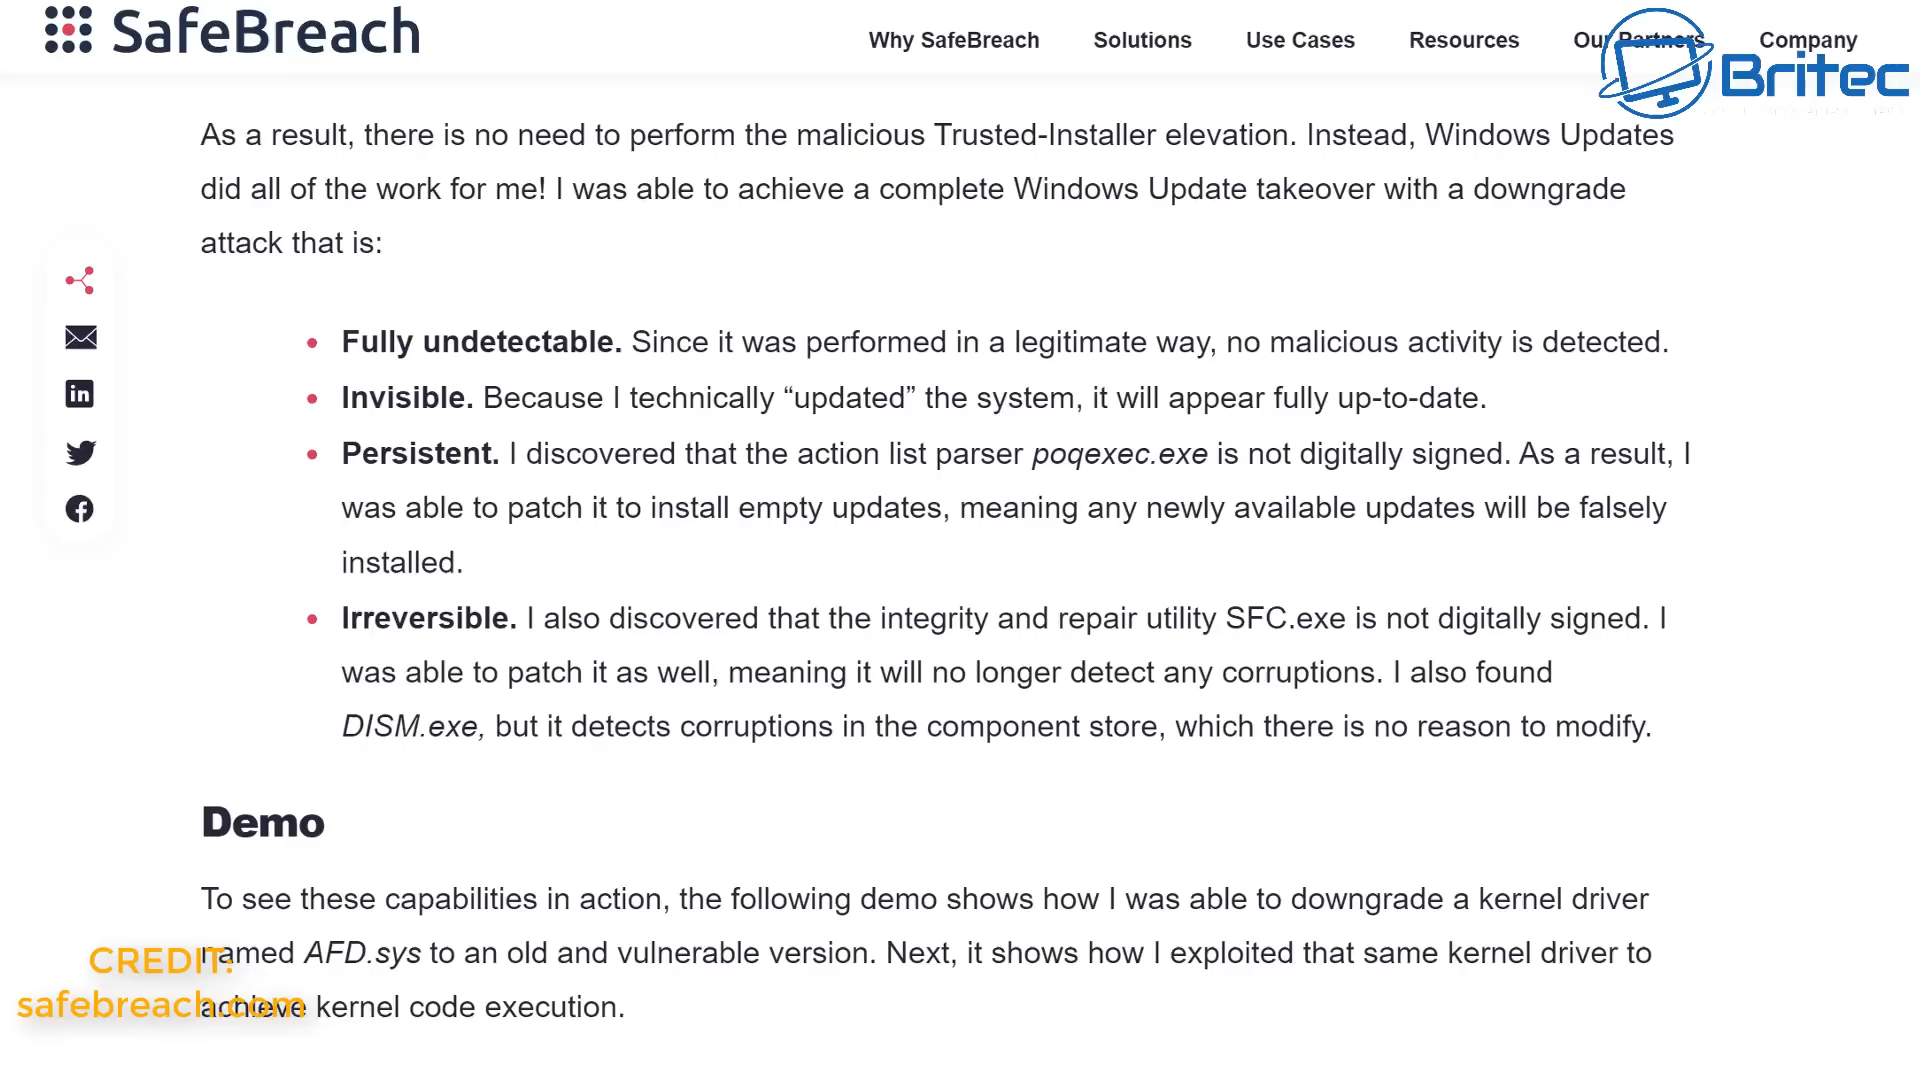 SafeBreach
Why SafeBreach Solutions Use Cases Resources Our Partners Company
Britec
As a result, there is no need to perform the malicious Trusted-Installer elevation. Instead, Windows Updates
did all of the work for me! I was able to achieve a complete Windows Update takeover with a downgrade
attack that is:
Fully undetectable. Since it was performed in a legitimate way, no malicious activity is detected.
Invisible. Because I technically “updated” the system, it will appear fully up-to-date.
Persistent. I discovered that the action list parser poqexec.exe is not digitally signed. As a result, I
was able to patch it to install empty updates, meaning any newly available updates will be falsely
installed.
Irreversible. I also discovered that the integrity and repair utility SFC.exe is not digitally signed. I
was able to patch it as well, meaning it will no longer detect any corruptions. I also found
DISM.exe, but it detects corruptions in the component store, which there is no reason to modify.
Demo
To see these capabilities in action, the following demo shows how I was able to downgrade a kernel driver
named AFD.sys to an old and vulnerable version. Next, it shows how I exploited that same kernel driver to
achieve kernel code execution.
CREDIT:
safebreach.com